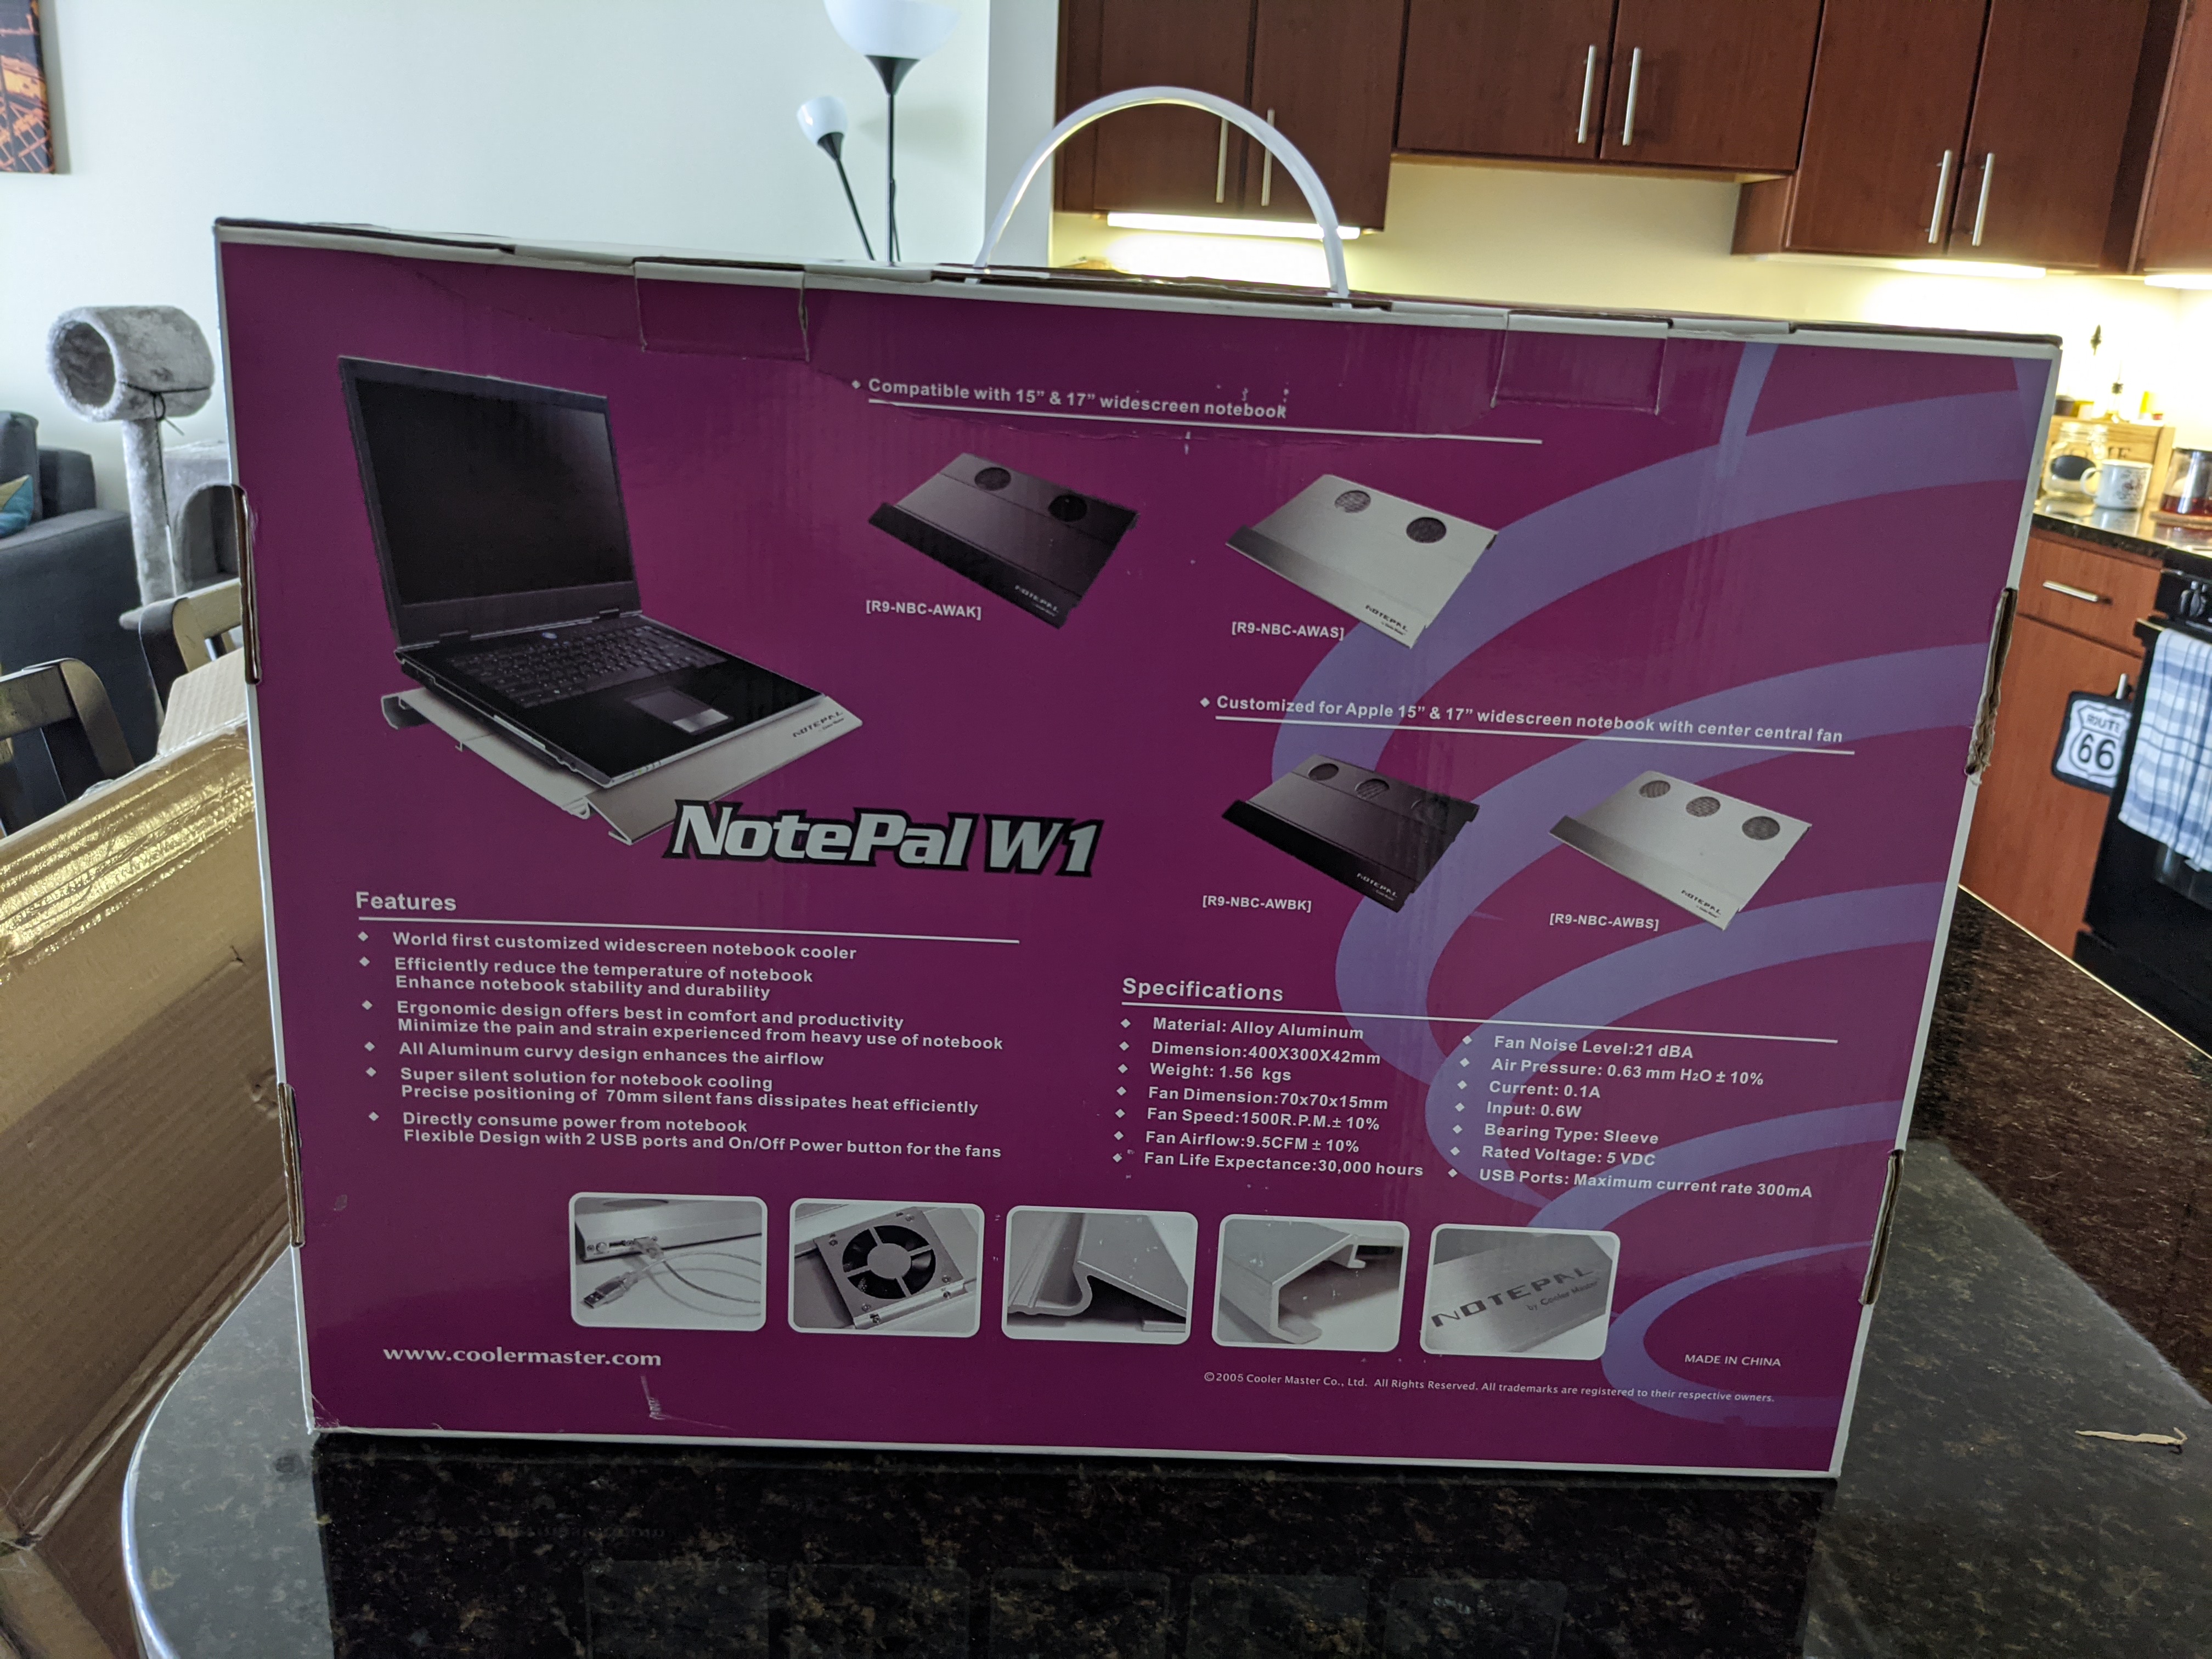 Compatible with 15” & 17” widescreen notebook
NOTEPAL
[R9-NBC-AWAK]
NOTEPAL
[R9-NBC-AWAS]
Customized for Apple 15” & 17” widescreen notebook with center central fan
NOTEPAL
[R9-NBC-AWBK]
NOTEPAL
[R9-NBC-AWBS]
NOTEPAL
NotePal W1
Features
World first customized widescreen notebook cooler
Efficiently reduce the temperature of notebook
Enhance notebook stability and durability
Ergonomic design offers best in comfort and productivity
Minimize the pain and strain experienced from heavy use of notebook
All Aluminum curvy design enhances the airflow
Super silent solution for notebook cooling
Precise positioning of 70mm silent fans dissipates heat efficiently
Directly consume power from notebook
Flexible Design with 2 USB ports and On/Off Power button for the fans
Specifications
Material: Alloy Aluminum
Dimension:400X300X42mm
Weight: 1.56 kgs
Fan Dimension:70x70x15mm
Fan Speed:1500R.P.M.± 10%
Fan Airflow:9.5CFM ± 10%
Fan Life Expectance:30,000 hours
Fan Noise Level:21 dBA
Air Pressure: 0.63 mm H₂O ± 10%
Current: 0.1A
Input: 0.6W
Bearing Type: Sleeve
Rated Voltage: 5 VDC
USB Ports: Maximum current rate 300mA
NOTEPAL
by Cooler Master
www.coolermaster.com
MADE IN CHINA
©2005 Cooler Master Co., Ltd. All Rights Reserved. All trademarks are registered to their respective owners.
ROUTE
66